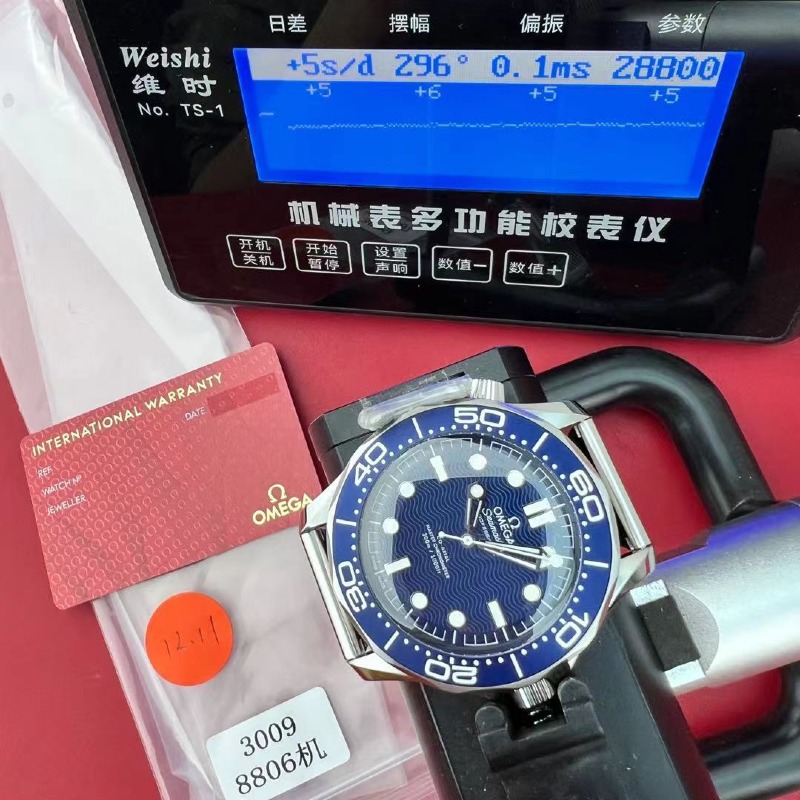 日差 摆幅 偏振 参数
Weishi
维时
No. TS-1
+5s/d 296° 0.1ms 28800
+5 +6 +5 +5
机械表多功能校表仪
开机
关机
开始
暂停
设置
声响
数值−
数值+
INTERNATIONAL WARRANTY
DATE
REF.
WATCH Nº
JEWELLER
Ω
OMEGA
60
50
40
30
20
10
Ω
OMEGA
Seamaster
12.11
3009
8806机